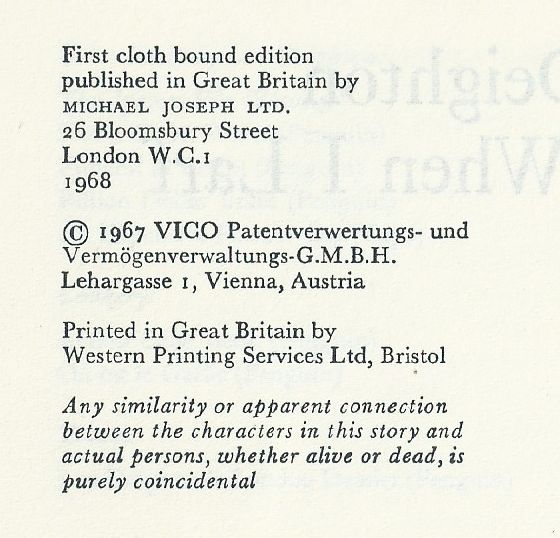 First cloth bound edition
published in Great Britain by
MICHAEL JOSEPH LTD.
26 Bloomsbury Street
London W.C.1
1968
© 1967 VICO Patentverwertungs- und
Vermögenverwaltungs-G.M.B.H.
Lehargasse 1, Vienna, Austria
Printed in Great Britain by
Western Printing Services Ltd, Bristol
Any similarity or apparent connection
between the characters in this story and
actual persons, whether alive or dead, is
purely coincidental